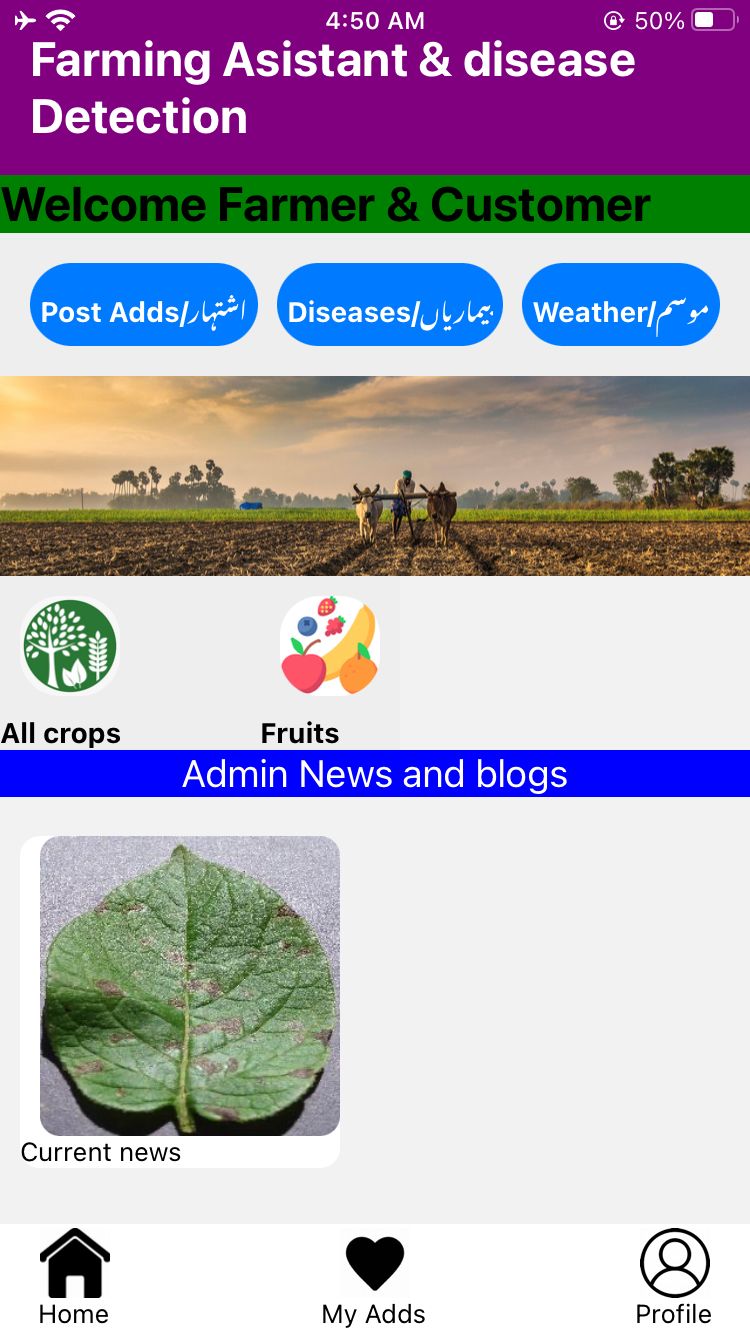 4:50 AM
50%
Farming Asistant & disease
Detection
Welcome Farmer & Customer
Post Adds/اشتہار
Diseases/بیماریاں
Weather/موسم
All crops
Fruits
Admin News and blogs
Current news
Home
My Adds
Profile